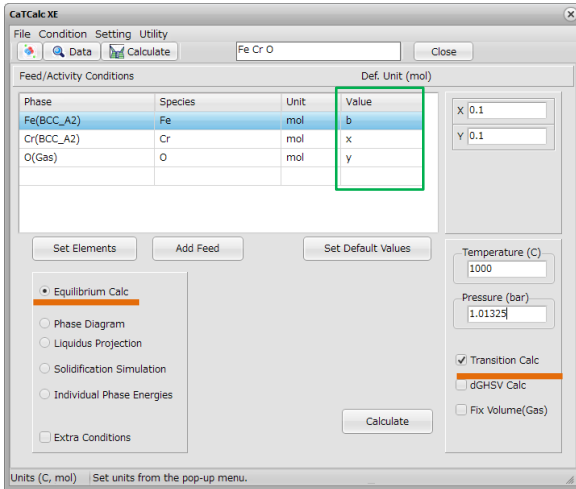 CaTCalc XE
File Condition Setting Utility
Data Calculate Fe Cr O Close
Feed/Activity Conditions Def. Unit (mol)
Phase Species Unit Value
Fe(BCC_A2) Fe mol b
Cr(BCC_A2) Cr mol x
O(Gas) O mol y
X 0.1
Y 0.1
Set Elements Add Feed Set Default Values
Temperature (C)
1000
Pressure (bar)
1.01325
Equilibrium Calc
Phase Diagram
Liquidus Projection
Solidification Simulation
Individual Phase Energies
Extra Conditions
Transition Calc
dGHSV Calc
Fix Volume(Gas)
Calculate
Units (C, mol) Set units from the pop-up menu.